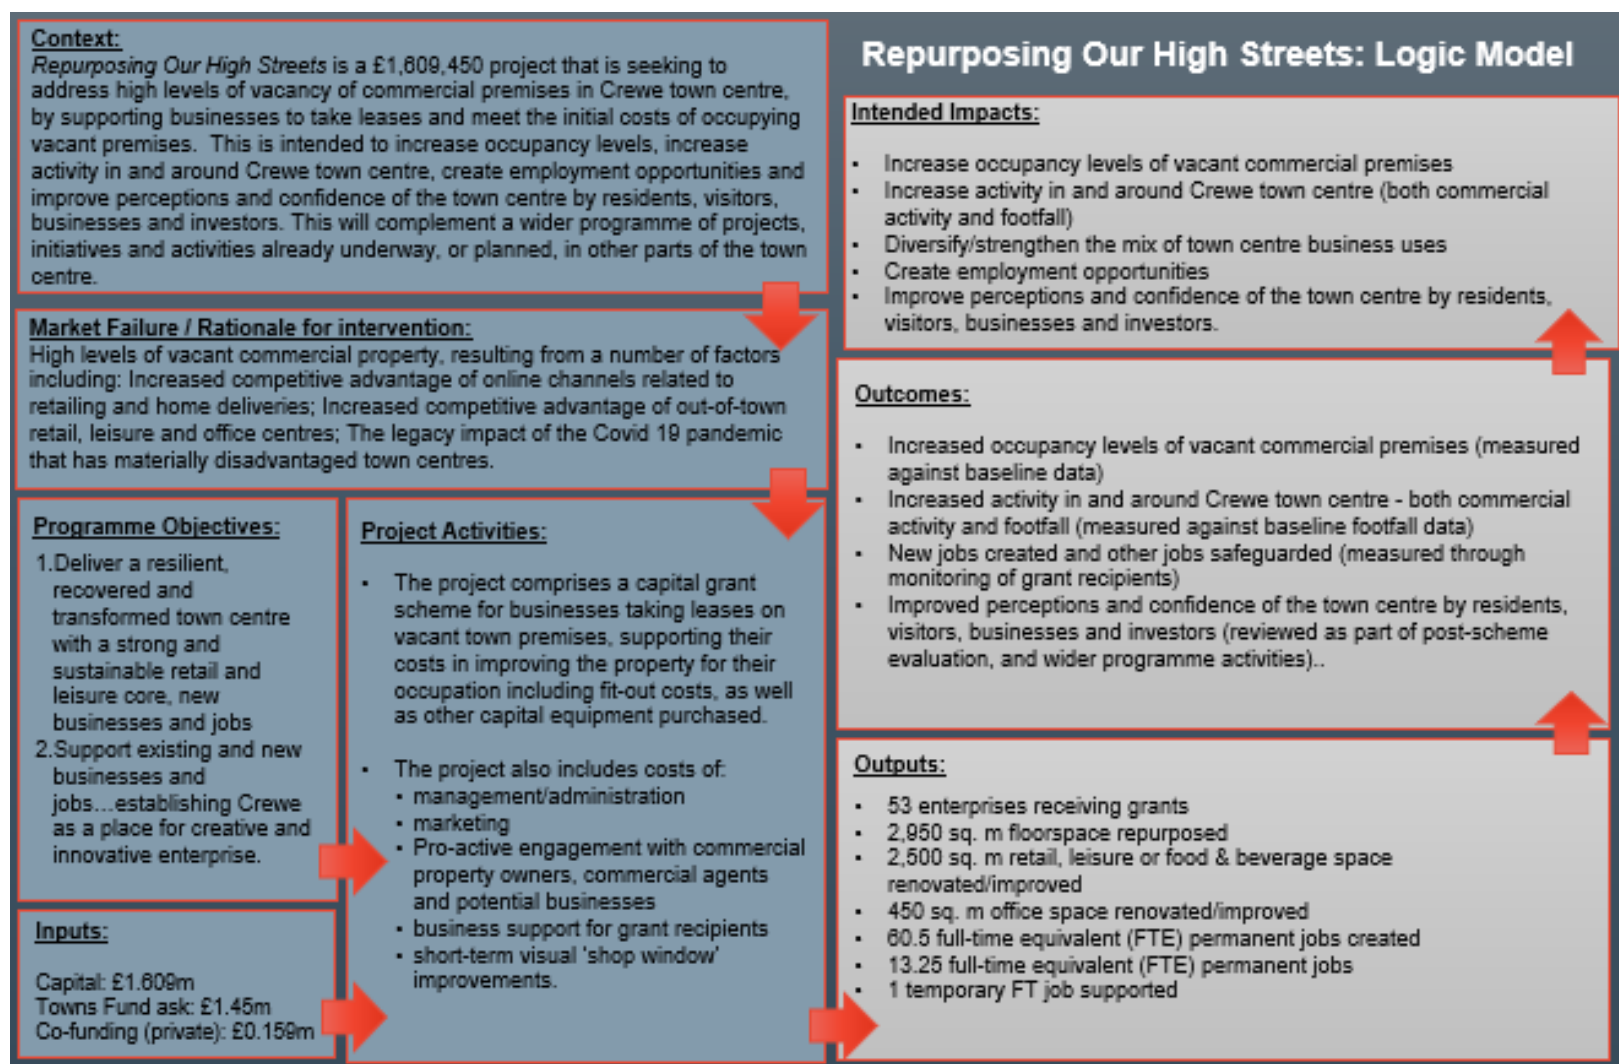 Context:
Repurposing Our High Streets is a £1,609,450 project that is seeking to
address high levels of vacancy of commercial premises in Crewe town centre,
by supporting businesses to take leases and meet the initial costs of occupying
vacant premises. This is intended to increase occupancy levels, increase
activity in and around Crewe town centre, create employment opportunities and
improve perceptions and confidence of the town centre by residents, visitors,
businesses and investors. This will complement a wider programme of projects,
initiatives and activities already underway, or planned, in other parts of the town
centre.
Market Failure / Rationale for intervention:
High levels of vacant commercial property, resulting from a number of factors
including: Increased competitive advantage of online channels related to
retailing and home deliveries; Increased competitive advantage of out-of-town
retail, leisure and office centres; The legacy impact of the Covid 19 pandemic
that has materially disadvantaged town centres.
Programme Objectives:
1.Deliver a resilient,
recovered and
transformed town centre
with a strong and
sustainable retail and
leisure core, new
businesses and jobs
2.Support existing and new
businesses and
jobs...establishing Crewe
as a place for creative and
innovative enterprise.
Inputs:
Capital: £1.609m
Towns Fund ask: £1.45m
Co-funding (private): £0.159m
Project Activities:
• The project comprises a capital grant
scheme for businesses taking leases on
vacant town premises, supporting their
costs in improving the property for their
occupation including fit-out costs, as well
as other capital equipment purchased.
• The project also includes costs of:
• management/administration
• marketing
• Pro-active engagement with commercial
property owners, commercial agents
and potential businesses
• business support for grant recipients
• short-term visual 'shop window'
improvements.
Repurposing Our High Streets: Logic Model
Intended Impacts:
• Increase occupancy levels of vacant commercial premises
• Increase activity in and around Crewe town centre (both commercial
activity and footfall)
• Diversify/strengthen the mix of town centre business uses
• Create employment opportunities
• Improve perceptions and confidence of the town centre by residents,
visitors, businesses and investors.
Outcomes:
• Increased occupancy levels of vacant commercial premises (measured
against baseline data)
• Increased activity in and around Crewe town centre - both commercial
activity and footfall (measured against baseline footfall data)
• New jobs created and other jobs safeguarded (measured through
monitoring of grant recipients)
• Improved perceptions and confidence of the town centre by residents,
visitors, businesses and investors (reviewed as part of post-scheme
evaluation, and wider programme activities)..
Outputs:
• 53 enterprises receiving grants
• 2,950 sq. m floorspace repurposed
• 2,500 sq. m retail, leisure or food & beverage space
renovated/improved
• 450 sq. m office space renovated/improved
• 60.5 full-time equivalent (FTE) permanent jobs created
• 13.25 full-time equivalent (FTE) permanent jobs
• 1 temporary FT job supported